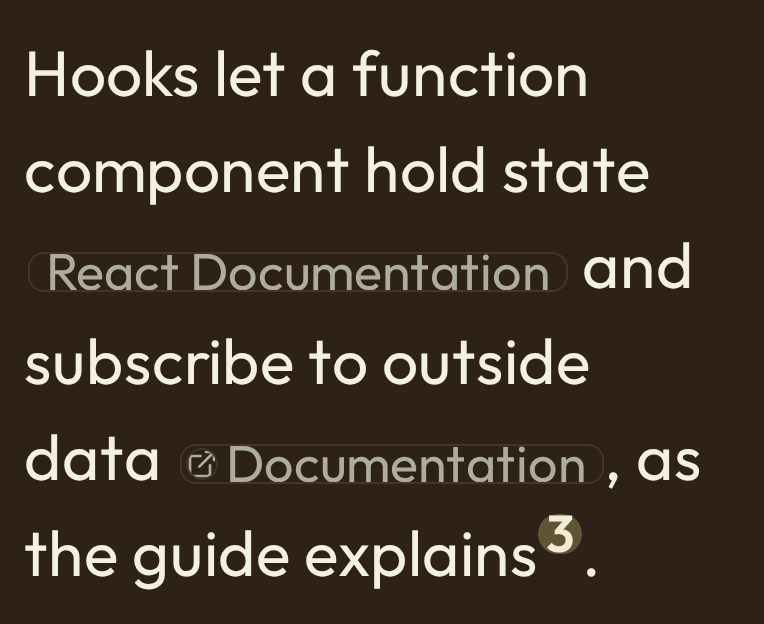 Hooks let a function
component hold state
React Documentation and
subscribe to outside
data Documentation, as
the guide explains3.